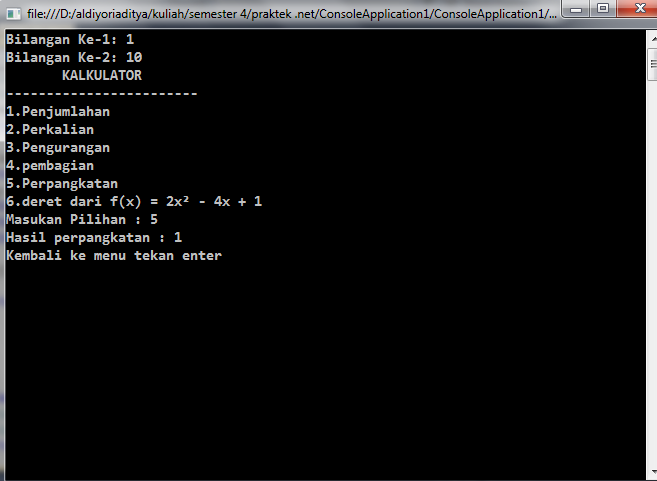 file:///D:/aldiyoriaditya/kuliah/semester 4/praktek .net/ConsoleApplication1/ConsoleApplication1/...
Bilangan Ke-1: 1
Bilangan Ke-2: 10
KALKULATOR
------------------------
1.Penjumlahan
2.Perkalian
3.Pengurangan
4.pembagian
5.Perpangkatan
6.deret dari f(x) = 2x² - 4x + 1
Masukan Pilihan : 5
Hasil perpangkatan : 1
Kembali ke menu tekan enter